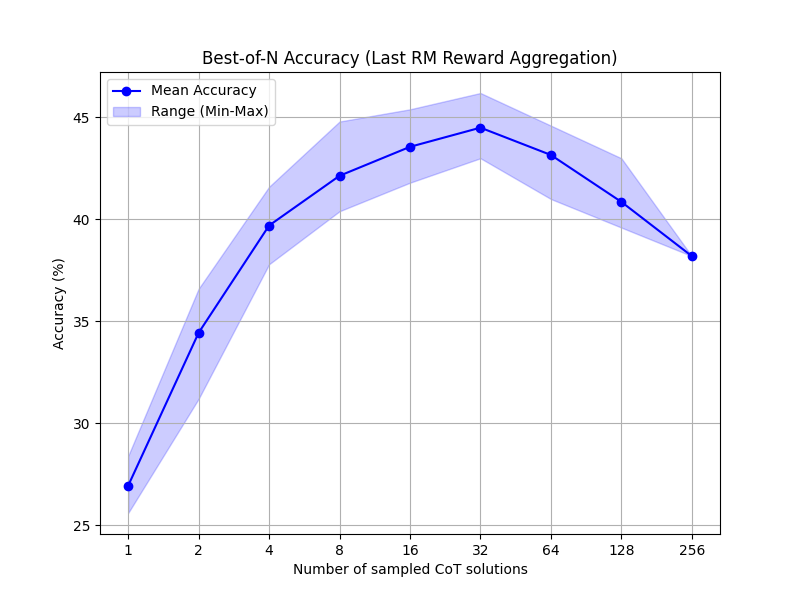 Best-of-N Accuracy (Last RM Reward Aggregation)
Mean Accuracy
Range (Min-Max)
45
40
35
30
25
Accuracy (%)
1 2 4 8 16 32 64 128 256
Number of sampled CoT solutions